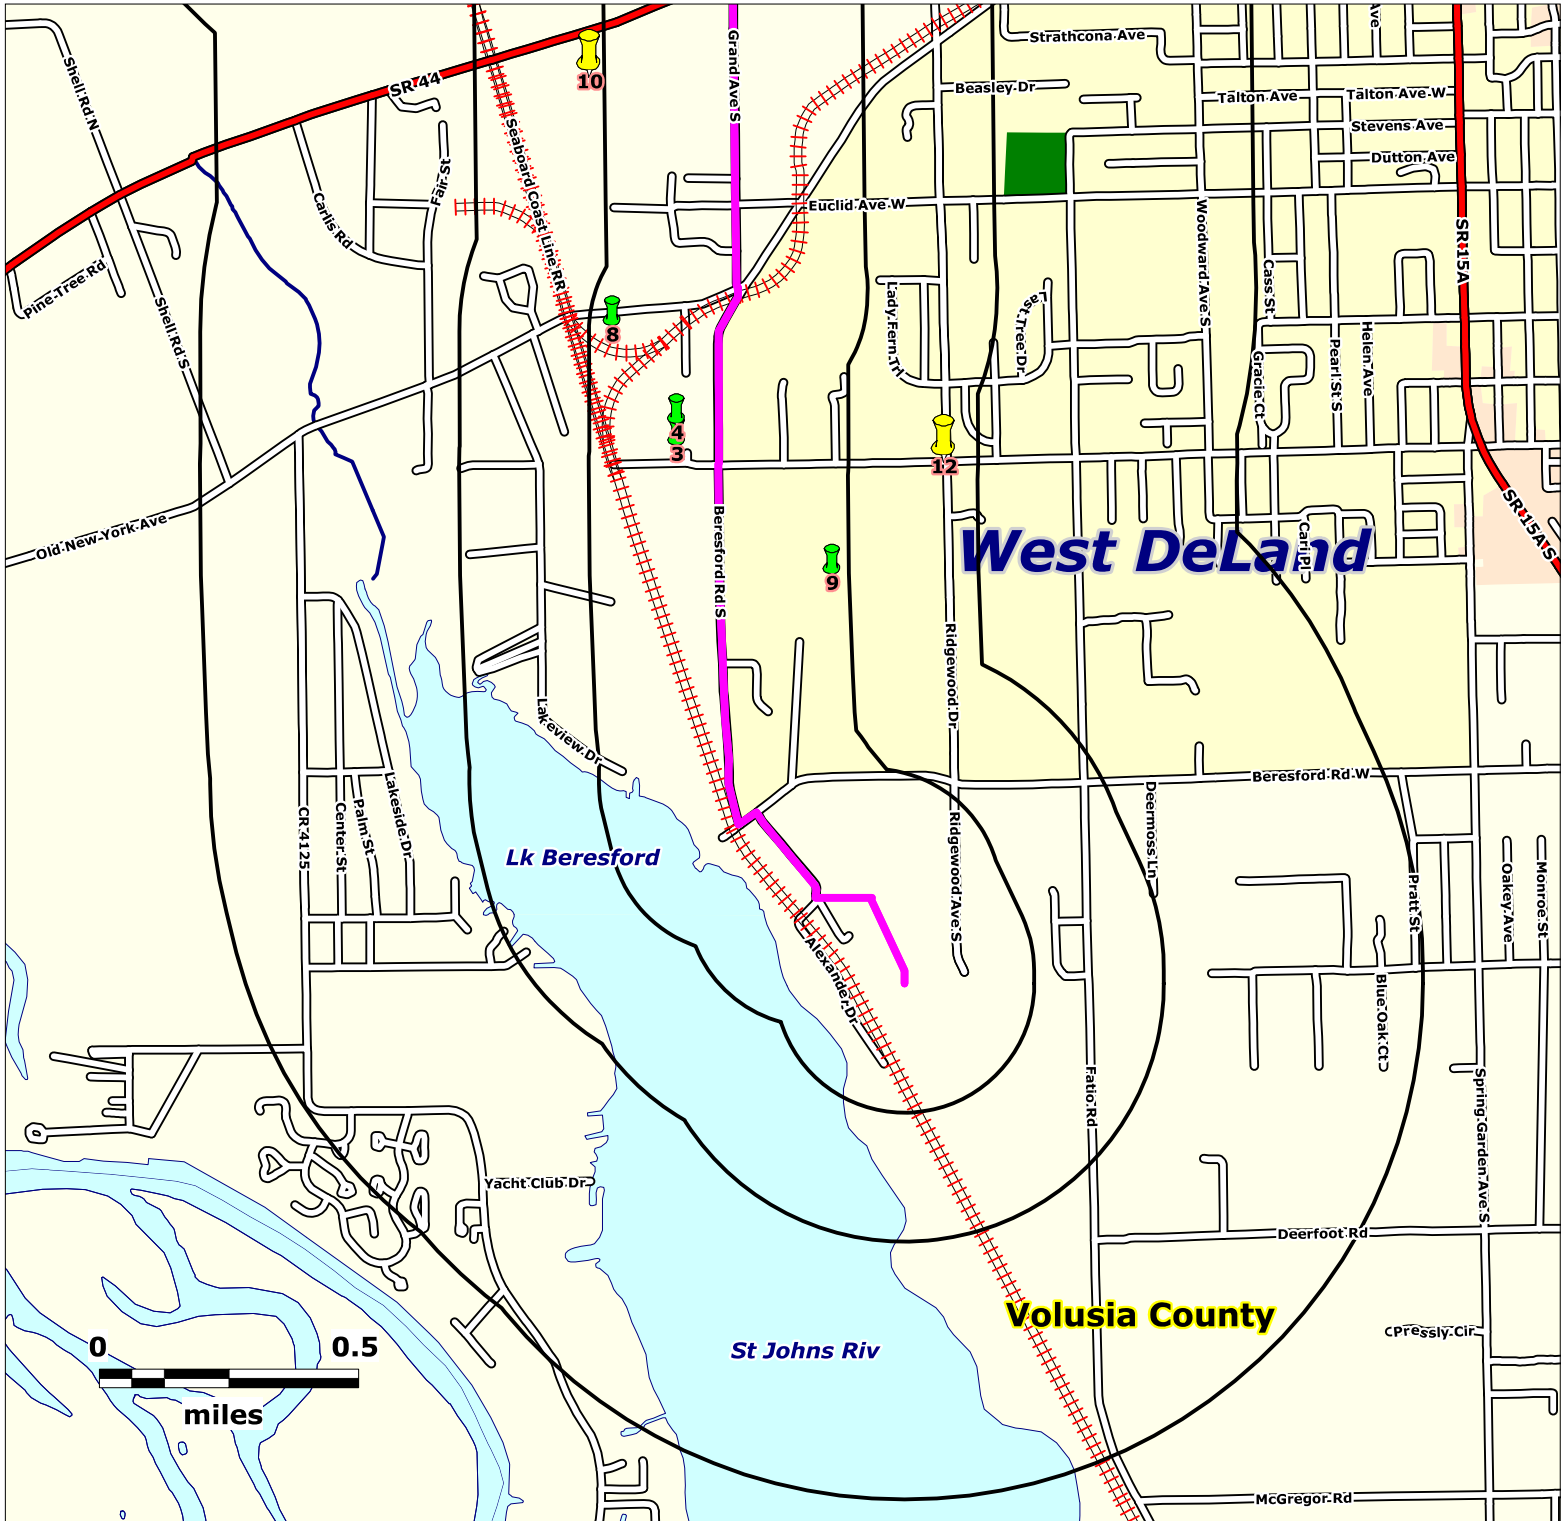 Strathcona Ave
Ave
SR 44
Grand Ave S
10
Shell Rd N
Beasley Dr
Talton Ave
Talton Ave W
Stevens Ave
Dutton Ave
Seaboard Coast Line RR
Fair St
Carlis Rd
Euclid Ave W
Woodward Ave S
SR 15A
Pine Tree Rd
Shell Rd S
Cass St
Lady Fern Trl
Last Tree Dr
8
Helen Ave
Pearl St S
Gracie Ct
4
3
12
Old New York Ave
Beresford Rd S
SR 15A S
West DeLand
Cari Pl
9
Ridgewood Dr
Lakeview Dr
Beresford Rd W
CR 4125
Center St
Palm St
Lakeside Dr
Deermoss Ln
Lk Beresford
Ridgewood Ave S
Pratt St
Oakey Ave
Monroe St
Alexander Dr
Blue Oak Ct
Fatio Rd
Spring Garden Ave S
Yacht Club Dr
Deerfoot Rd
Volusia County
Pressly Cir
St Johns Riv
0 0.5
miles
McGregor Rd